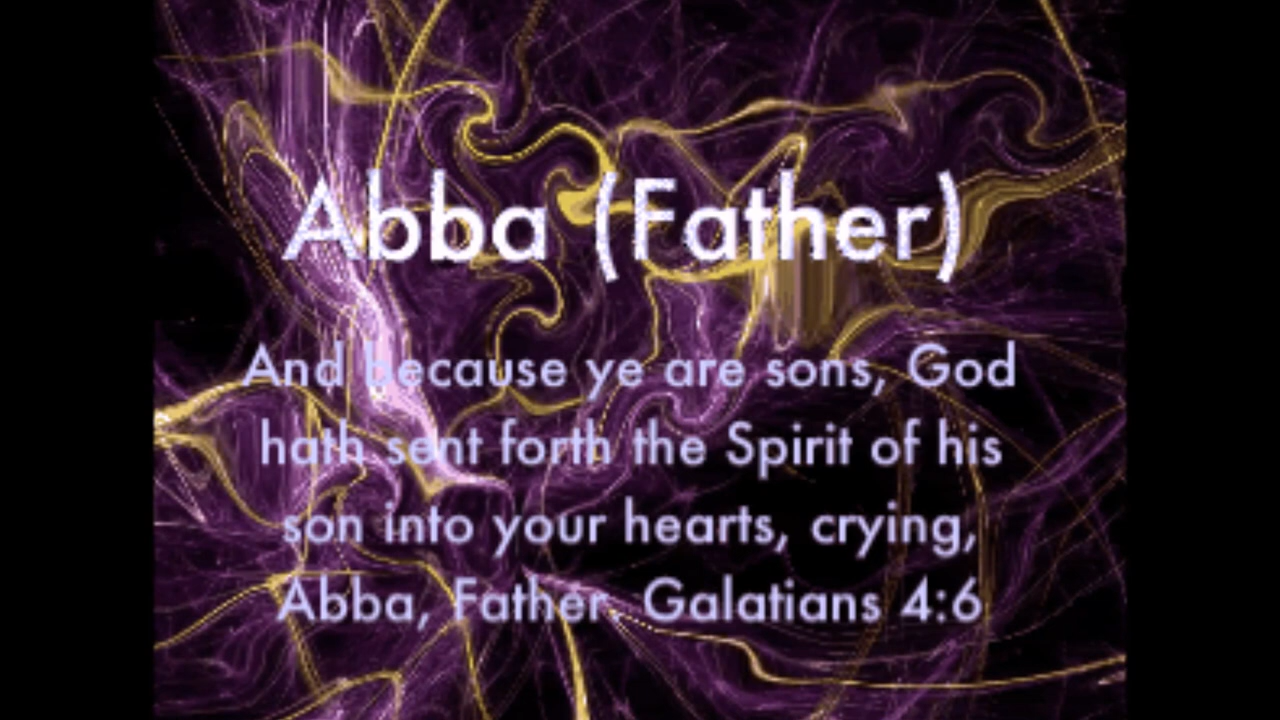 Abba (Father)
And because ye are sons, God
hath sent forth the Spirit of his
son into your hearts, crying,
Abba, Father. Galatians 4:6